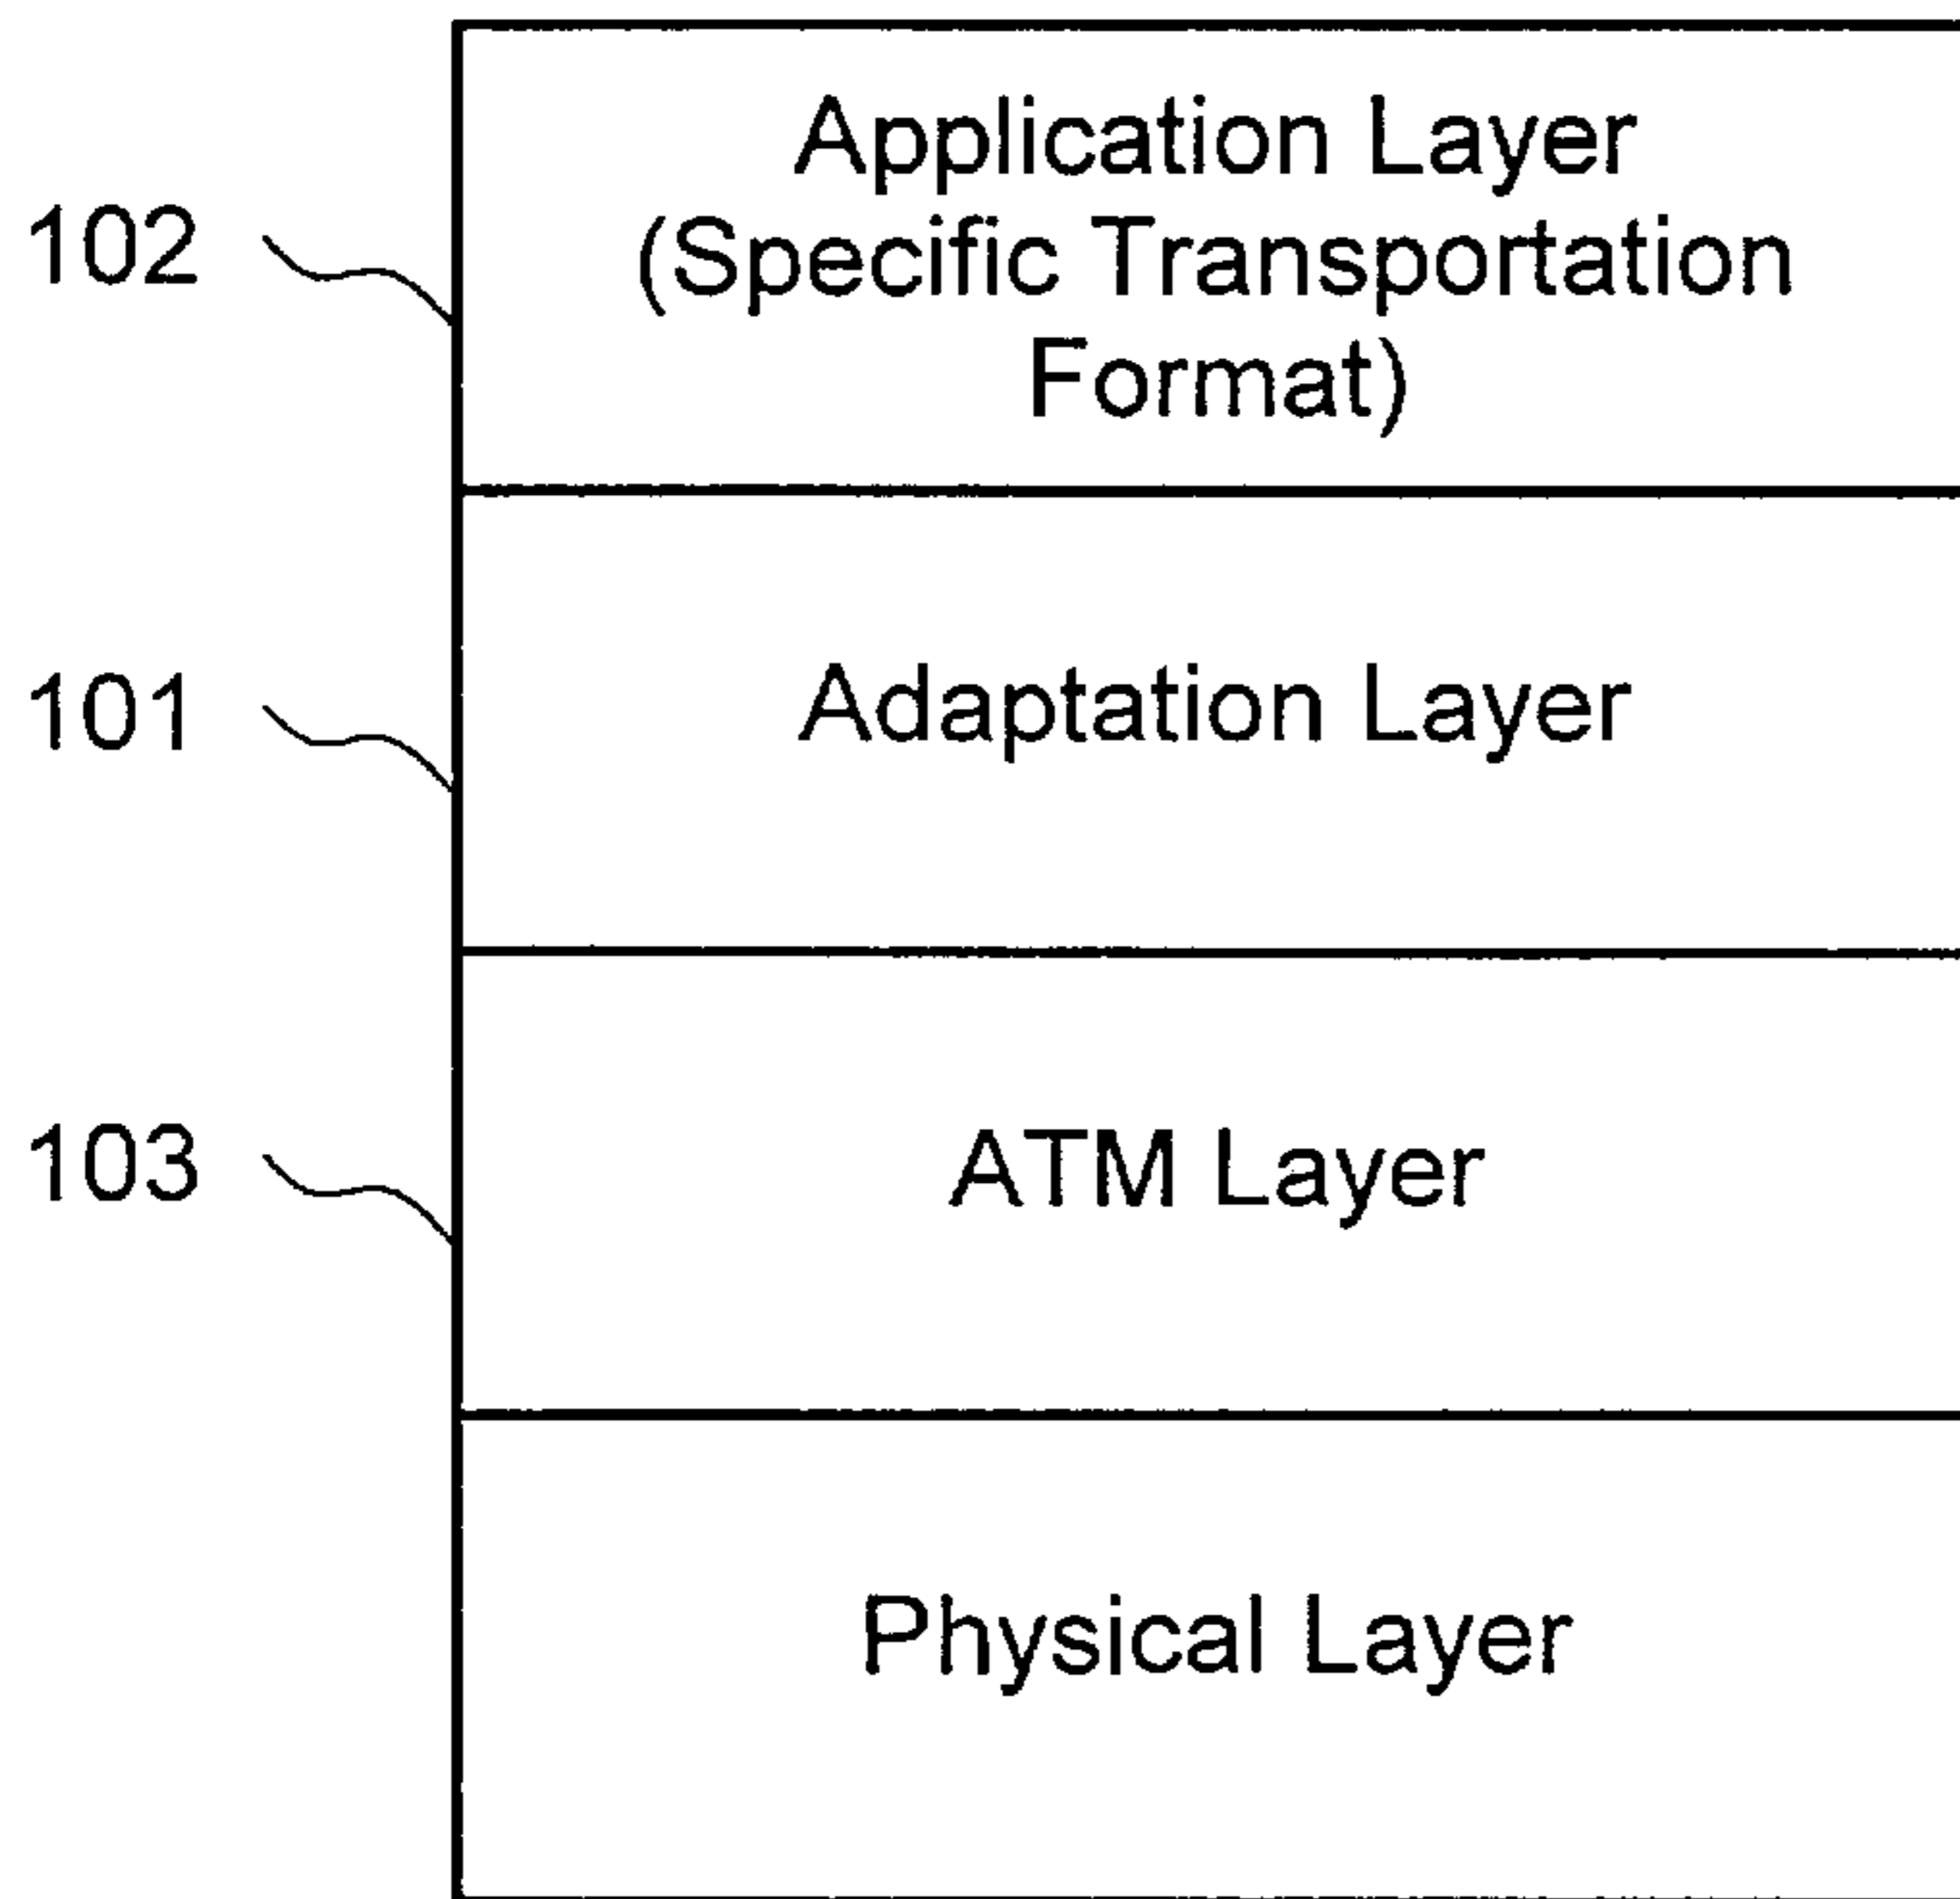 Application Layer
102
(Specific Transportation
Format)
101
Adaptation Layer
103
ATM Layer
Physical Layer